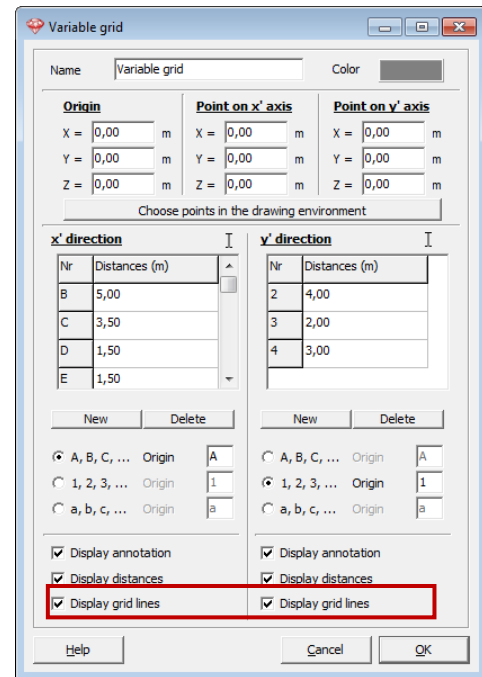 Variable grid
Name Variable grid Color
Origin Point on x' axis Point on y' axis
X = 0,00 m X = 0,00 m X = 0,00 m
Y = 0,00 m Y = 0,00 m Y = 0,00 m
Z = 0,00 m Z = 0,00 m Z = 0,00 m
Choose points in the drawing environment
x' direction y' direction
Nr Distances (m) Nr Distances (m)
B 5,00 2 4,00
C 3,50 3 2,00
D 1,50 4 3,00
E 1,50
New Delete New Delete
A, B, C, ... Origin A A, B, C, ... Origin A
1, 2, 3, ... Origin 1 1, 2, 3, ... Origin 1
a, b, c, ... Origin a a, b, c, ... Origin a
Display annotation Display annotation
Display distances Display distances
Display grid lines Display grid lines
Help Cancel OK